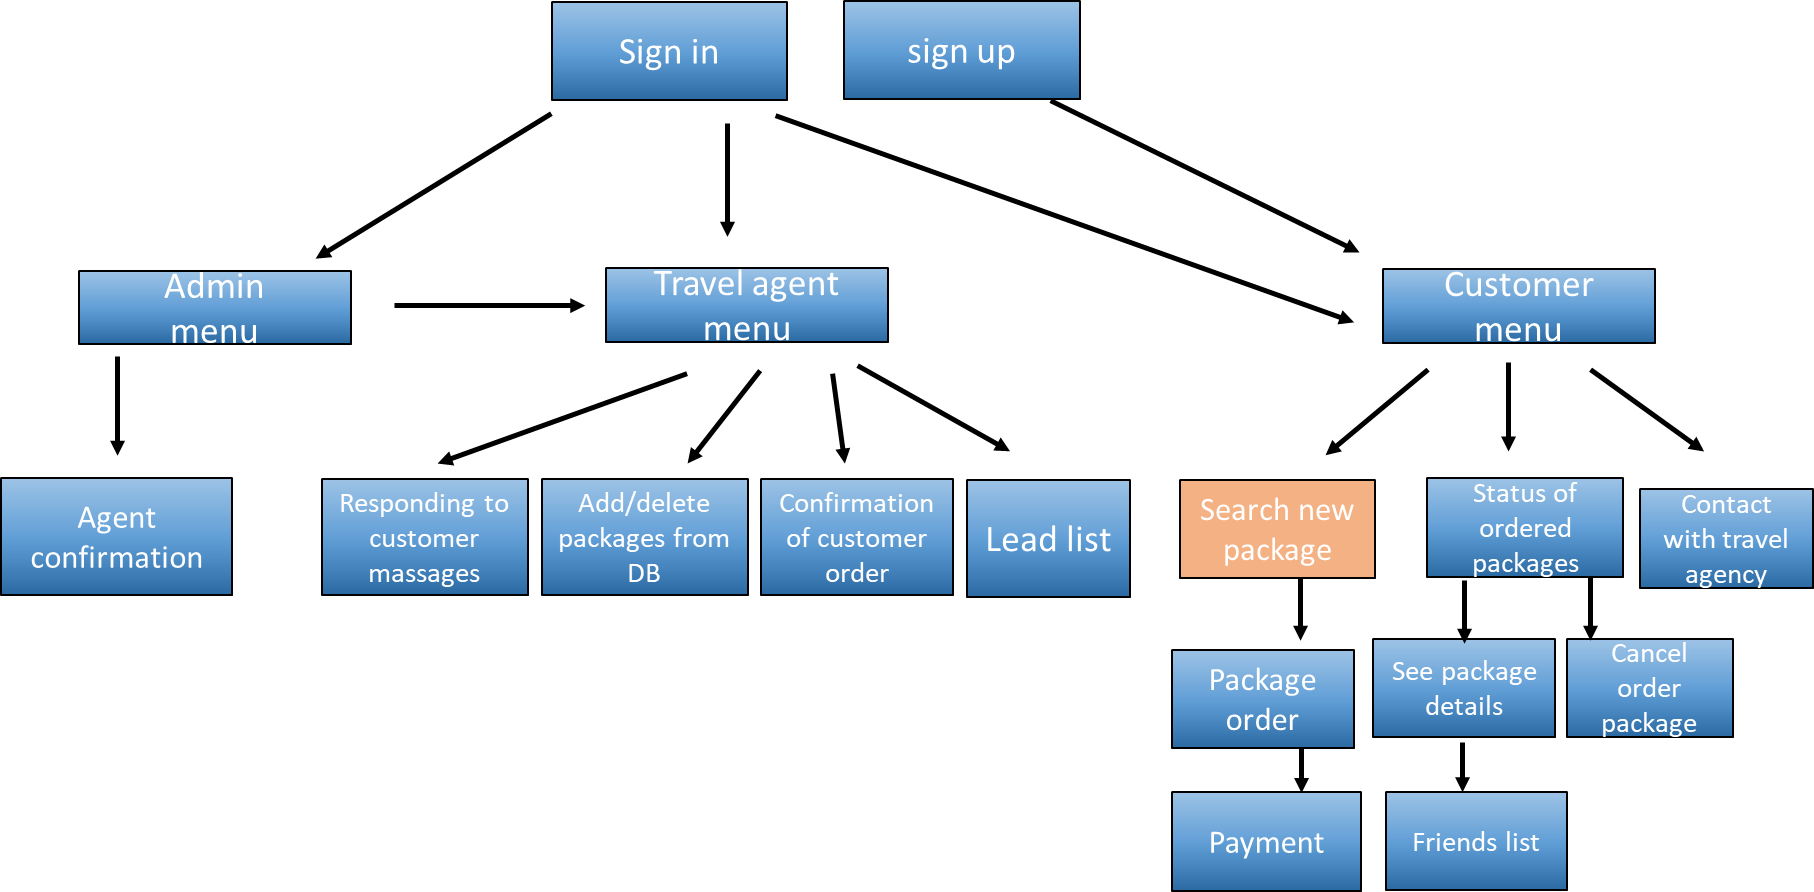 Sign in
sign up
Admin
menu
Travel agent
menu
Customer
menu
Agent
confirmation
Responding to
customer
massages
Add/delete
packages from
DB
Confirmation
of customer
order
Lead list
Search new
package
Status of
ordered
packages
Contact
with travel
agency
Package
order
See package
details
Cancel
order
package
Payment
Friends list